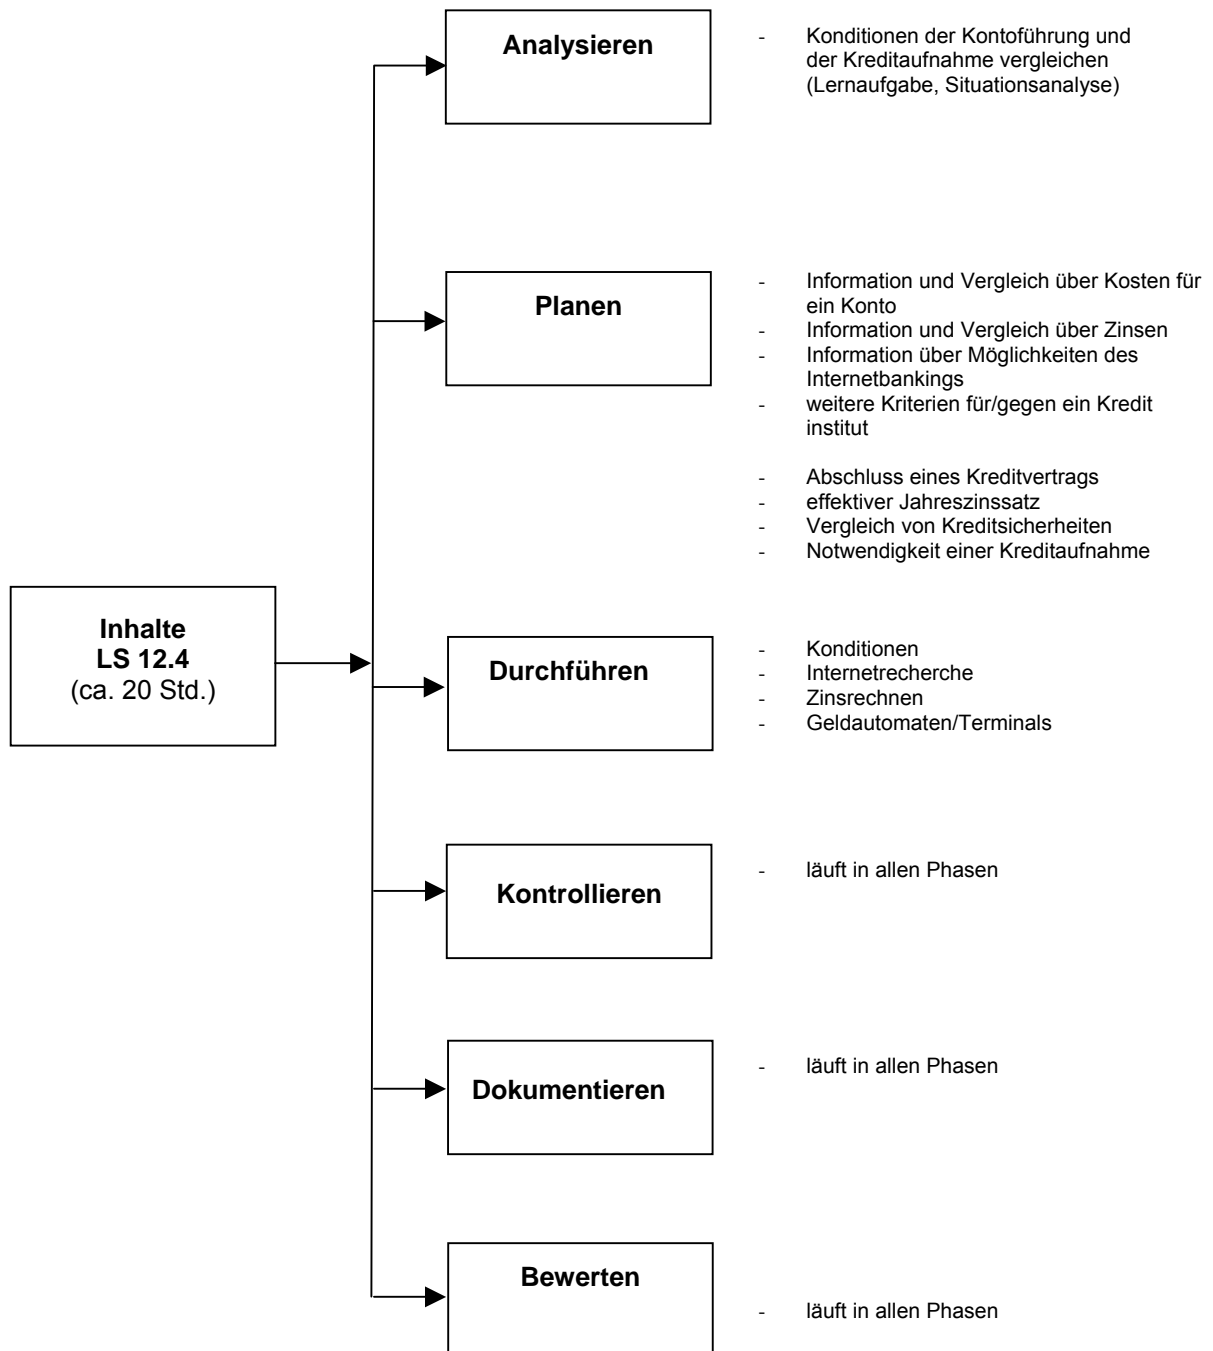 Analysieren
- Konditionen der Kontoführung und
der Kreditaufnahme vergleichen
(Lernaufgabe, Situationsanalyse)
Planen
- Information und Vergleich über Kosten für
ein Konto
- Information und Vergleich über Zinsen
- Information über Möglichkeiten des
Internetbankings
- weitere Kriterien für/gegen ein Kredit
institut
- Abschluss eines Kreditvertrags
- effektiver Jahreszinssatz
- Vergleich von Kreditsicherheiten
- Notwendigkeit einer Kreditaufnahme
Inhalte
LS 12.4
(ca. 20 Std.)
Durchführen
- Konditionen
- Internetrecherche
- Zinsrechnen
- Geldautomaten/Terminals
Kontrollieren
- läuft in allen Phasen
Dokumentieren
- läuft in allen Phasen
Bewerten
- läuft in allen Phasen